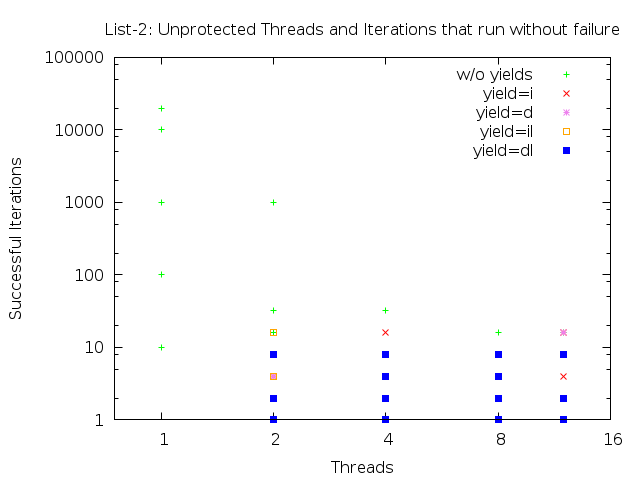 List-2: Unprotected Threads and Iterations that run without failure
100000
10000
1000
100
10
1
Successful Iterations
w/o yields
yield=i
yield=d
yield=il
yield=dl
1 2 4 8 16
Threads